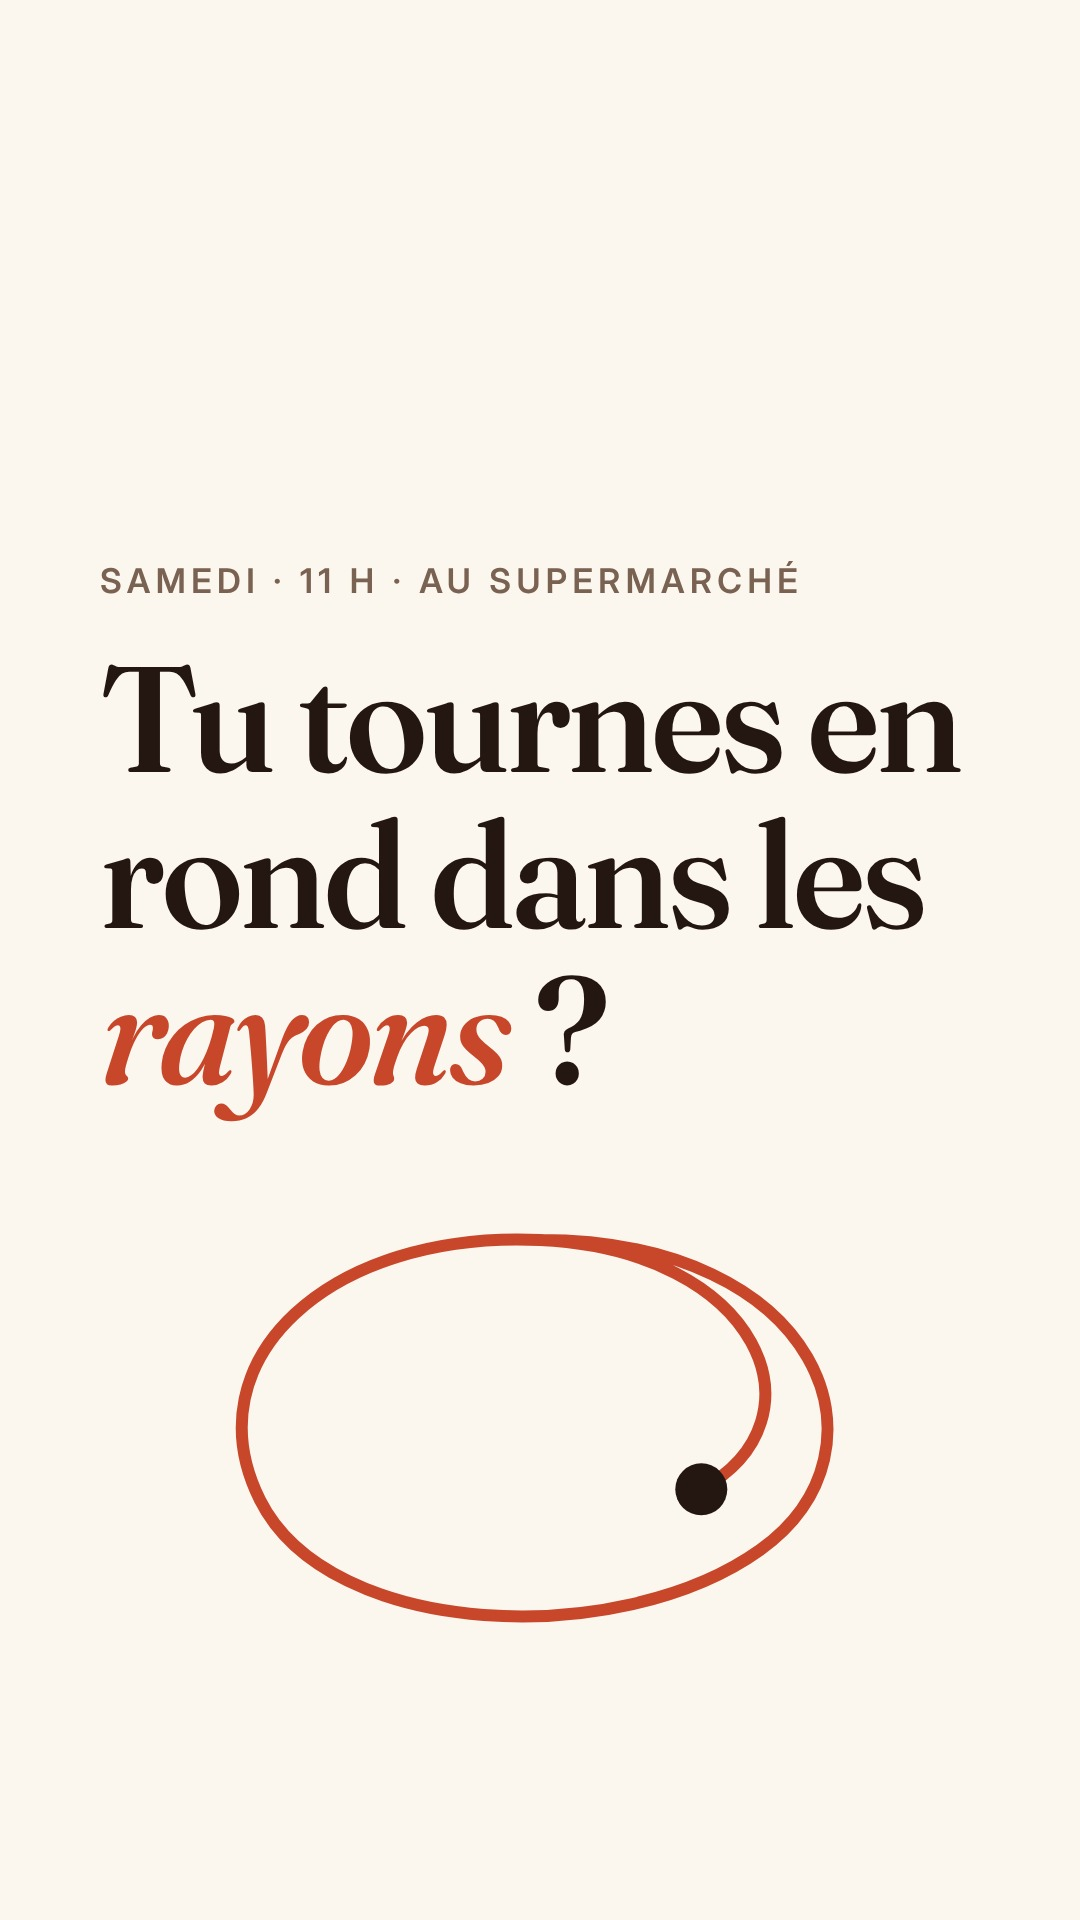 SAMEDI · 11 H · AU SUPERMARCHÉ
Tu tournes en
rond dans les
rayons ?